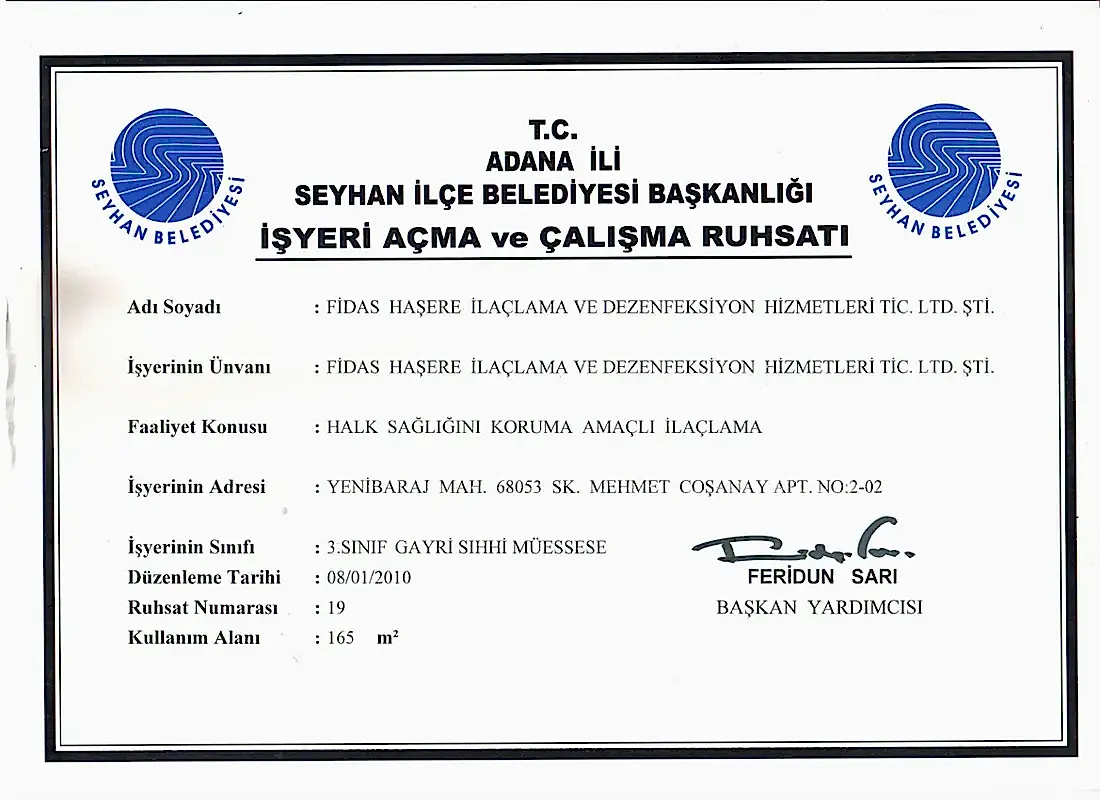 T.C.
ADANA İLİ
SEYHAN İLÇE BELEDİYESİ BAŞKANLIĞI
İŞYERİ AÇMA ve ÇALIŞMA RUHSATI
SEYHAN BELEDİYESİ
SEYHAN BELEDİYESİ
Adı Soyadı : FİDAS HAŞERE İLAÇLAMA VE DEZENFEKSİYON HİZMETLERİ TİC. LTD. ŞTİ.
İşyerinin Ünvanı : FİDAS HAŞERE İLAÇLAMA VE DEZENFEKSİYON HİZMETLERİ TİC. LTD. ŞTİ.
Faaliyet Konusu : HALK SAĞLIĞINI KORUMA AMAÇLI İLAÇLAMA
İşyerinin Adresi : YENİBARAJ MAH. 68053 SK. MEHMET COŞANAY APT. NO:2-02
İşyerinin Sınıfı : 3.SINIF GAYRİ SIHHİ MÜESSESE
Düzenleme Tarihi : 08/01/2010
Ruhsat Numarası : 19
Kullanım Alanı : 165 m²
FERİDUN SARI
BAŞKAN YARDIMCISI